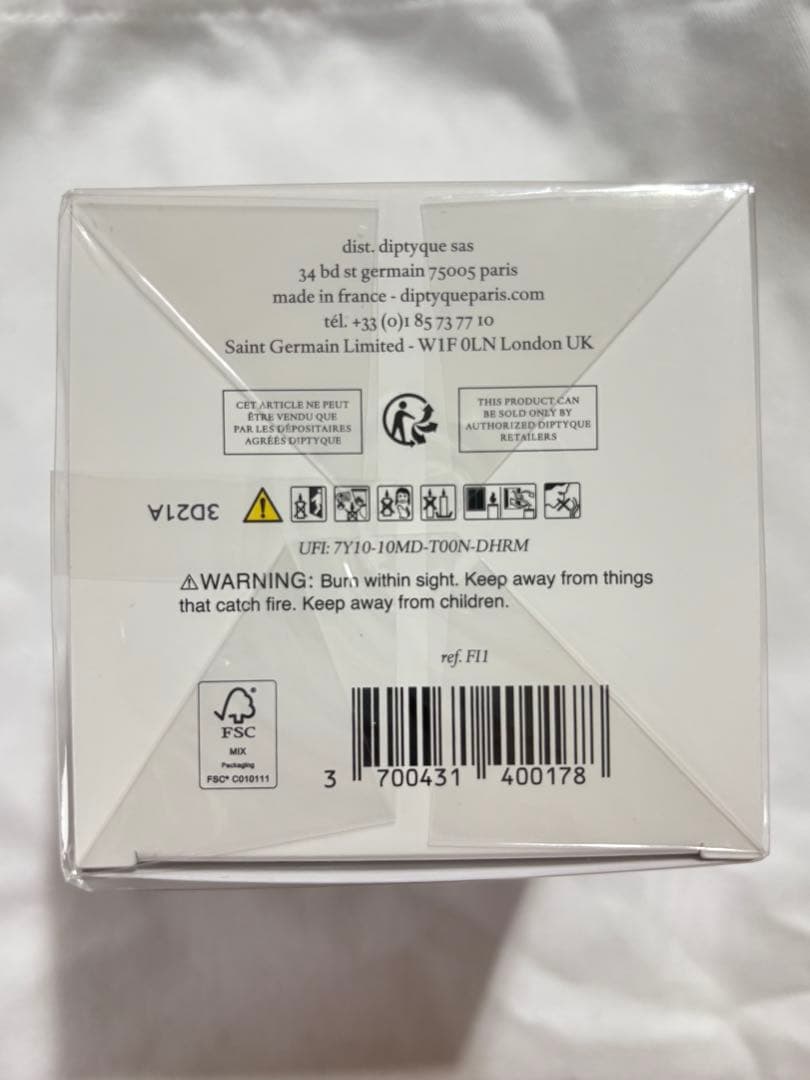 dist. diptyque sas
34 bd st germain 75005 paris
made in france - diptyqueparis.com
tél. +33 (0)1 85 73 77 10
Saint Germain Limited - W1F 0LN London UK
CET ARTICLE NE PEUT
ÊTRE VENDU QUE
PAR LES DÉPOSITAIRES
AGRÉÉS DIPTYQUE
THIS PRODUCT CAN
BE SOLD ONLY BY
AUTHORIZED DIPTYQUE
RETAILERS
3D21A
UFI: 7Y10-10MD-T00N-DHRM
⚠WARNING: Burn within sight. Keep away from things
that catch fire. Keep away from children.
ref. FI1
FSC
MIX
Packaging
FSC® C010111
3 700431 400178